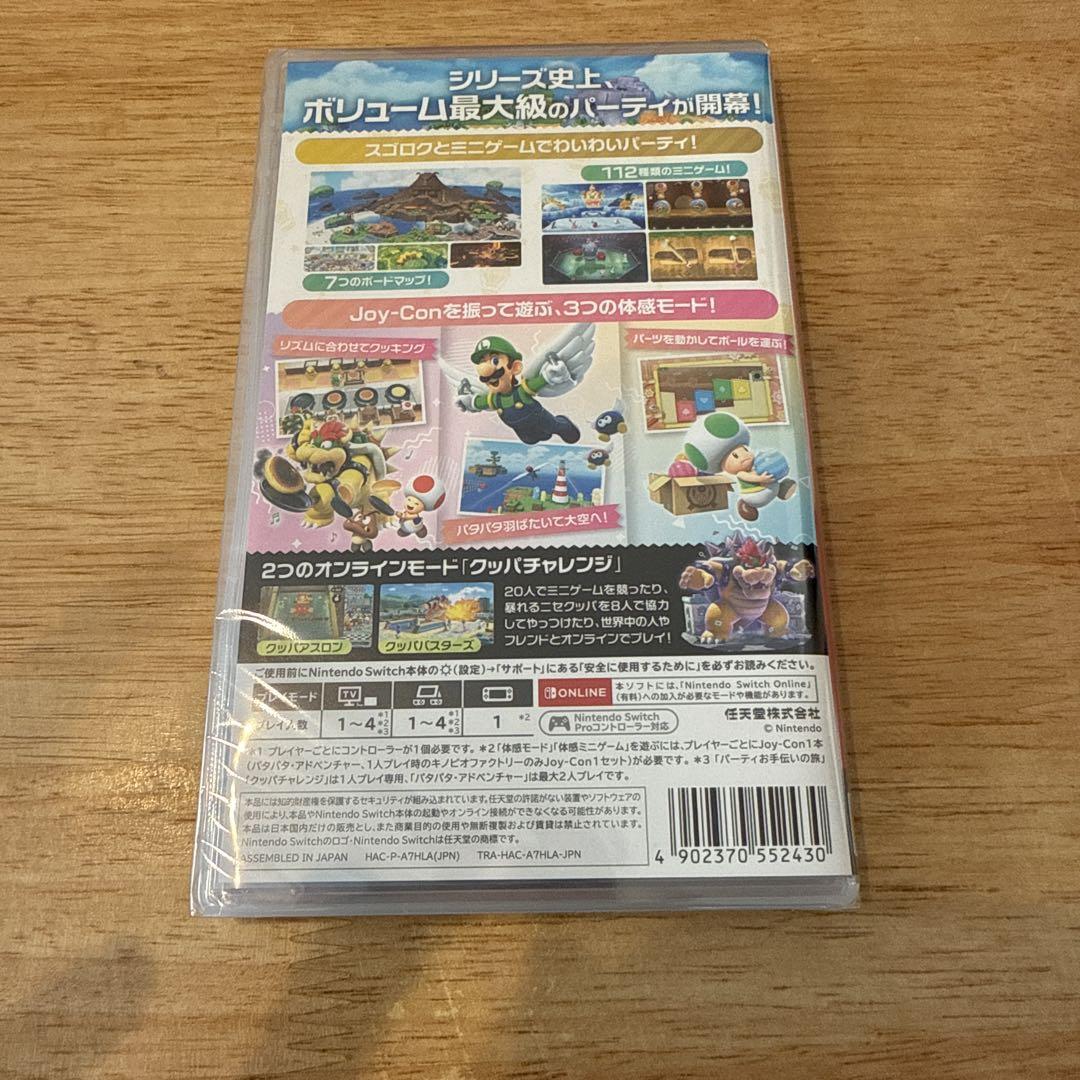 シリーズ史上、
ボリューム最大級のパーティが開幕!
スゴロクとミニゲームでわいわいパーティ!
112種類のミニゲーム!
7つのボードマップ!
Joy-Conを振って遊ぶ、3つの体感モード!
リズムに合わせてクッキング
パーツを動かしてボールを運ぶ!
パタパタ羽ばたいて大空へ!
2つのオンラインモード「クッパチャレンジ」
20人でミニゲームを競ったり、
暴れるニセクッパを8人で協力
してやっつけたり、世界中の人や
フレンドとオンラインでプレイ!
クッパアスロン
クッパバスターズ
ご使用前にNintendo Switch本体の(設定)→「サポート」にある「安全に使用するために」を必ずお読みください。
プレイモード
TV
ONLINE
本ソフトには、「Nintendo Switch Online」
(有料)への加入が必要なモードや機能があります。
プレイ人数
1~4 *1 *2 *3
1~4 *1 *2 *3
1 *2
Nintendo Switch
Proコントローラー対応
任天堂株式会社
© Nintendo
*1 プレイヤーごとにコントローラーが1個必要です。 *2「体感モード」「体感ミニゲーム」を遊ぶには、プレイヤーごとにJoy-Con1本
(パタパタ・アドベンチャー、1人プレイ時のキノピオファクトリーのみJoy-Con1セット)が必要です。 *3「パーティお手伝いの旅」
「クッパチャレンジ」は1人プレイ専用、「パタパタ・アドベンチャー」は最大2人プレイです。
本品には知的財産権を保護するセキュリティが組み込まれています。任天堂の許諾がない装置やソフトウェアの
使用により、本品やNintendo Switch本体の起動やオンライン接続ができなくなる可能性があります。
本品は日本国内だけの販売とし、また商業目的の使用や無断複製および賃貸は禁止されています。
Nintendo Switchのロゴ・Nintendo Switchは任天堂の商標です。
ASSEMBLED IN JAPAN HAC-P-A7HLA(JPN) TRA-HAC-A7HLA-JPN
4 902370 552430